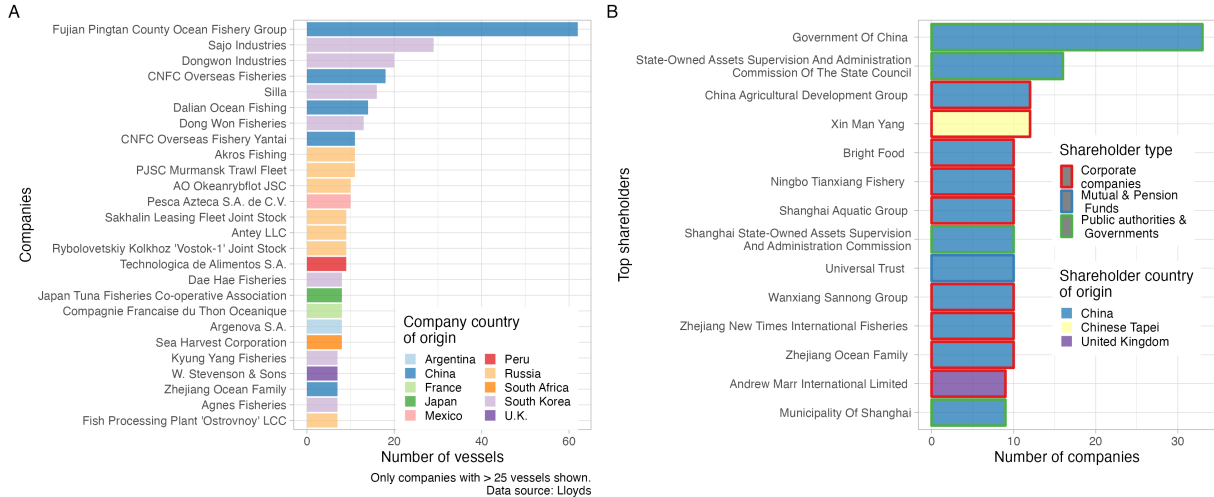 A
Companies
Fujian Pingtan County Ocean Fishery Group
Sajo Industries
Dongwon Industries
CNFC Overseas Fisheries
Silla
Dalian Ocean Fishing
Dong Won Fisheries
CNFC Overseas Fishery Yantai
Akros Fishing
PJSC Murmansk Trawl Fleet
AO Okeanrybflot JSC
Pesca Azteca S.A. de C.V.
Sakhalin Leasing Fleet Joint Stock
Antey LLC
Rybolovetskiy Kolkhoz 'Vostok-1' Joint Stock
Technologica de Alimentos S.A.
Dae Hae Fisheries
Japan Tuna Fisheries Co-operative Association
Compagnie Francaise du Thon Oceanique
Argenova S.A.
Sea Harvest Corporation
Kyung Yang Fisheries
W. Stevenson & Sons
Zhejiang Ocean Family
Agnes Fisheries
Fish Processing Plant 'Ostrovnoy' LCC
0 20 40 60
Number of vessels
Only companies with > 25 vessels shown.
Data source: Lloyds
Company country
of origin
Argentina
China
France
Japan
Mexico
Peru
Russia
South Africa
South Korea
U.K.
B
Top shareholders
Government Of China
State-Owned Assets Supervision And Administration
Commission Of The State Council
China Agricultural Development Group
Xin Man Yang
Bright Food
Ningbo Tianxiang Fishery
Shanghai Aquatic Group
Shanghai State-Owned Assets Supervision
And Administration Commission
Universal Trust
Wanxiang Sannong Group
Zhejiang New Times International Fisheries
Zhejiang Ocean Family
Andrew Marr International Limited
Municipality Of Shanghai
0 10 20 30
Number of companies
Shareholder type
Corporate
companies
Mutual & Pension
Funds
Public authorities &
Governments
Shareholder country
of origin
China
Chinese Tapei
United Kingdom